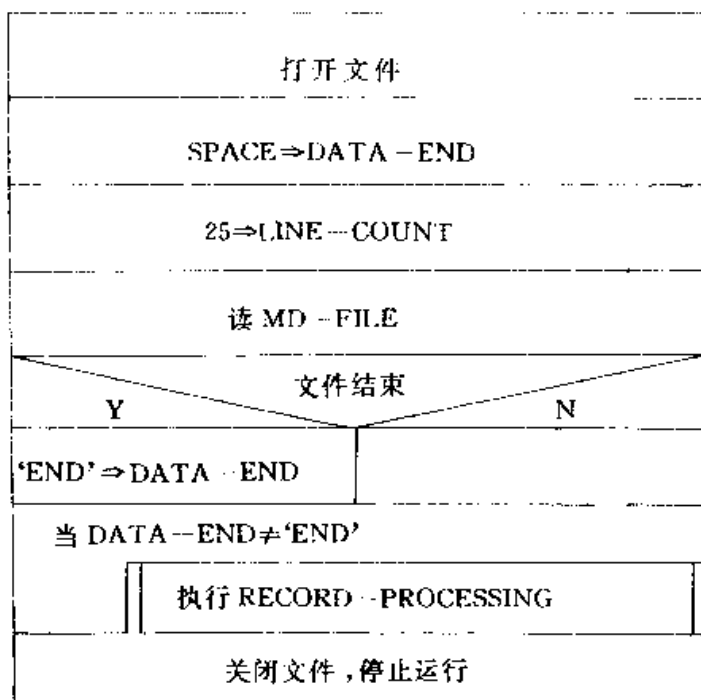 打开文件
SPACE⇒DATA-END
25⇒LINE-COUNT
读 MD-FILE
文件结束
Y N
‘END’⇒DATA-END
当 DATA-END≠‘END’
执行 RECORD-PROCESSING
关闭文件,停止运行